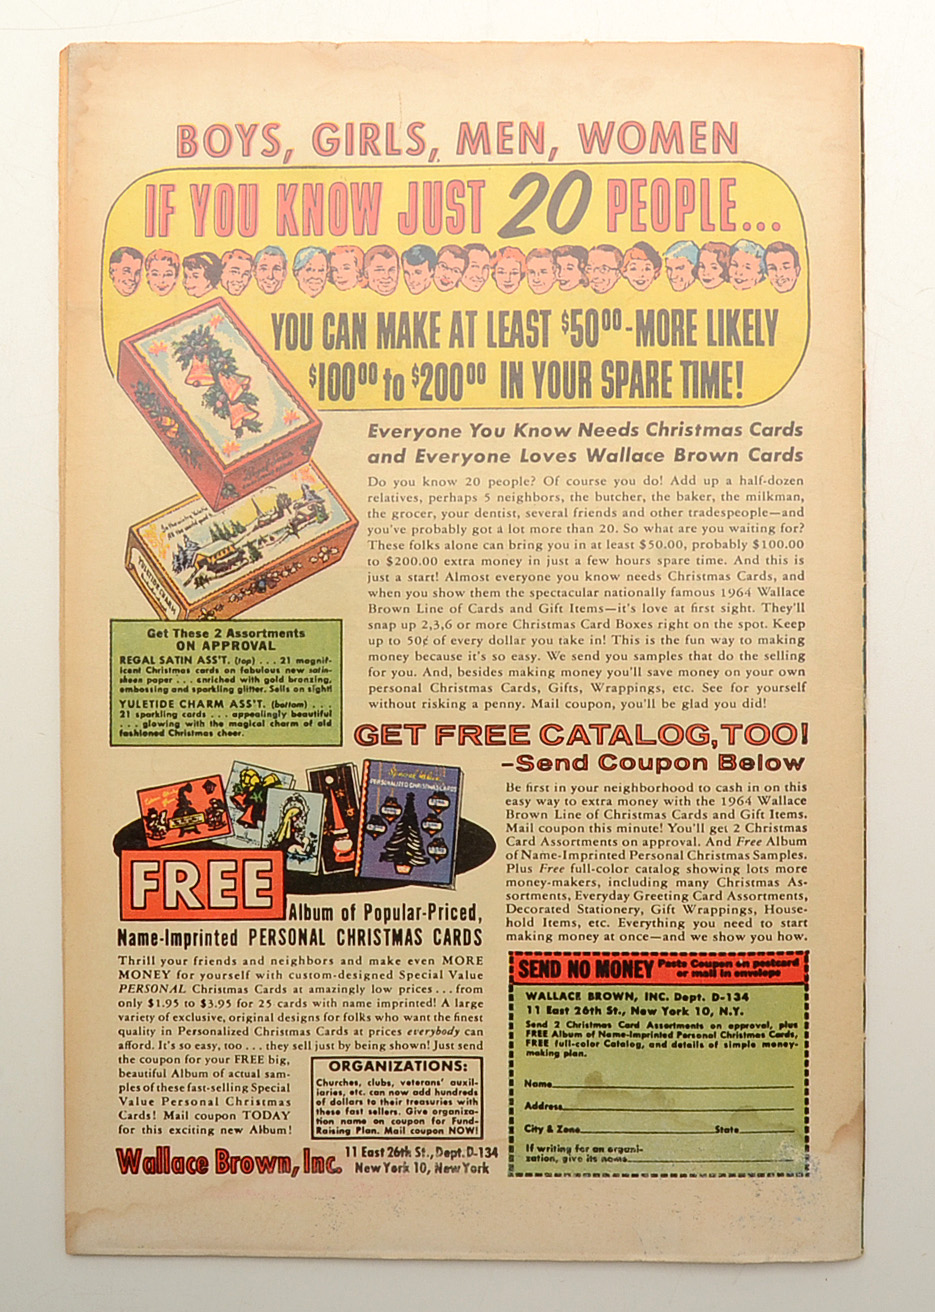 BOYS, GIRLS, MEN, WOMEN
IF YOU KNOW JUST 20 PEOPLE...
YOU CAN MAKE AT LEAST $50⁰⁰-MORE LIKELY
$100⁰⁰ to $200⁰⁰ IN YOUR SPARE TIME!
Everyone You Know Needs Christmas Cards
and Everyone Loves Wallace Brown Cards
Do you know 20 people? Of course you do! Add up a half-dozen
relatives, perhaps 5 neighbors, the butcher, the baker, the milkman,
the grocer, your dentist, several friends and other tradespeople—and
you've probably got a lot more than 20. So what are you waiting for?
These folks alone can bring you in at least $50.00, probably $100.00
to $200.00 extra money in just a few hours spare time. And this is
just a start! Almost everyone you know needs Christmas Cards, and
when you show them the spectacular nationally famous 1964 Wallace
Brown Line of Cards and Gift Items—it's love at first sight. They'll
snap up 2,3,6 or more Christmas Card Boxes right on the spot. Keep
up to 50¢ of every dollar you take in! This is the fun way to making
money because it's so easy. We send you samples that do the selling
for you. And, besides making money you'll save money on your own
personal Christmas Cards, Gifts, Wrappings, etc. See for yourself
without risking a penny. Mail coupon, you'll be glad you did!
YULETIDE CHARM
Get These 2 Assortments
ON APPROVAL
REGAL SATIN ASS'T. (top) . . . 21 magnif-
icent Christmas cards on fabulous new satin-
sheen paper . . . enriched with gold bronzing,
embossing and sparkling glitter. Sells on sight!
YULETIDE CHARM ASS'T. (bottom) . . .
21 sparkling cards . . . appealingly beautiful
. . . glowing with the magical charm of old
fashioned Christmas cheer.
GET FREE CATALOG,TOO!
-Send Coupon Below
Be first in your neighborhood to cash in on this
easy way to extra money with the 1964 Wallace
Brown Line of Christmas Cards and Gift Items.
Mail coupon this minute! You'll get 2 Christmas
Card Assortments on approval. And Free Album
of Name-Imprinted Personal Christmas Samples.
Plus Free full-color catalog showing lots more
money-makers, including many Christmas As-
sortments, Everyday Greeting Card Assortments,
Decorated Stationery, Gift Wrappings, House-
hold Items, etc. Everything you need to start
making money at once—and we show you how.
Special Value
PERSONALIZED CHRISTMAS CARDS
FREE
Album of Popular-Priced,
Name-Imprinted PERSONAL CHRISTMAS CARDS
Thrill your friends and neighbors and make even MORE
MONEY for yourself with custom-designed Special Value
PERSONAL Christmas Cards at amazingly low prices . . . from
only $1.95 to $3.95 for 25 cards with name imprinted! A large
variety of exclusive, original designs for folks who want the finest
quality in Personalized Christmas Cards at prices everybody can
afford. It's so easy, too . . . they sell just by being shown! Just send
the coupon for your FREE big,
beautiful Album of actual sam-
ples of these fast-selling Special
Value Personal Christmas
Cards! Mail coupon TODAY
for this exciting new Album!
ORGANIZATIONS:
Churches, clubs, veterans' auxil-
iaries, etc. can now add hundreds
of dollars to their treasuries with
these fast sellers. Give organiza-
tion name on coupon for Fund-
Raising Plan. Mail coupon NOW!
Wallace Brown, Inc. 11 East 26th St., Dept. D-134
New York 10, New York
SEND NO MONEY Paste Coupon on postcard
or mail in envelope
WALLACE BROWN, INC. Dept. D-134
11 East 26th St., New York 10, N.Y.
Send 2 Christmas Card Assortments on approval, plus
FREE Album of Name-Imprinted Personal Christmas Cards,
FREE full-color Catalog, and details of simple money-
making plan.
Name
Address
City & Zone State
If writing for an organi-
zation, give its name